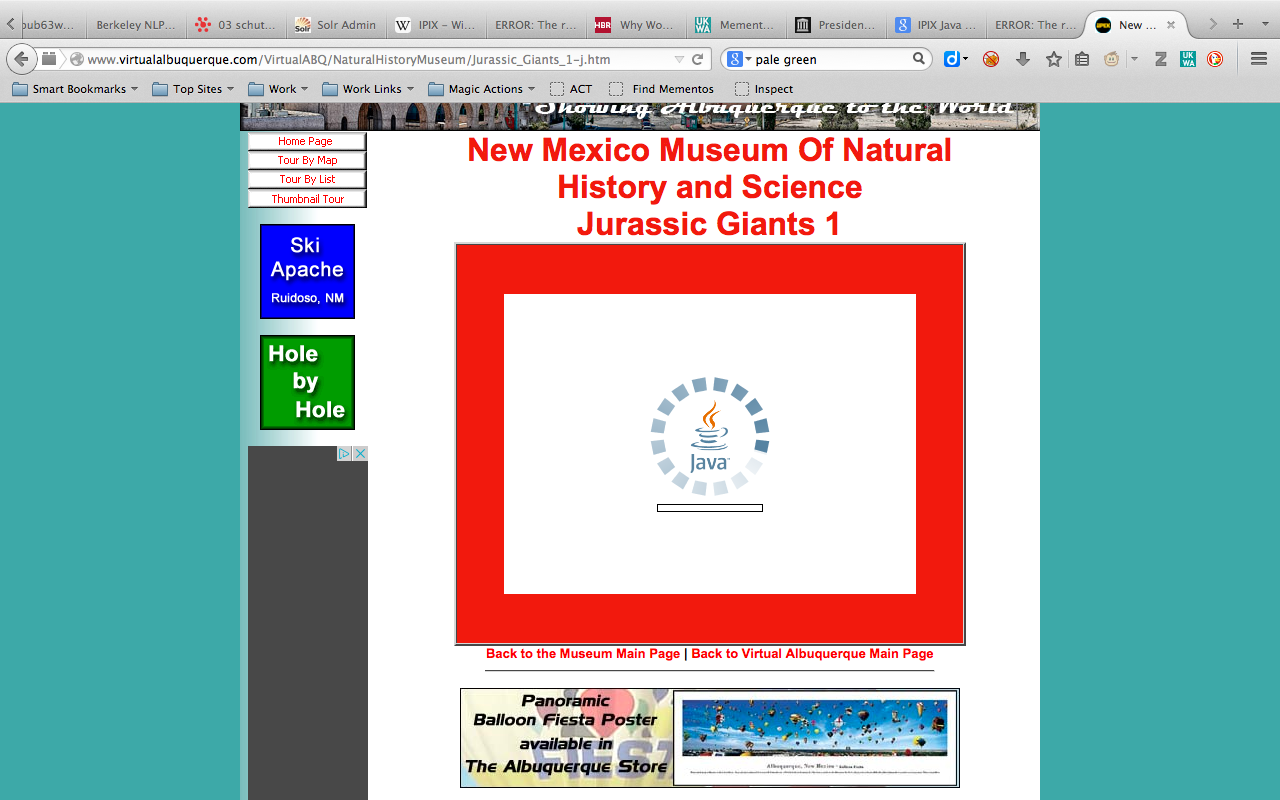 pub63w...
Berkeley NLP...
03 schut...
Solr Admin
IPIX – Wi...
ERROR: The r...
HBR Why Wo...
UK WA Mement...
Presiden...
IPIX Java ...
ERROR: The r...
New ...
www.virtualalbuquerque.com/VirtualABQ/NaturalHistoryMuseum/Jurassic_Giants_1-j.htm
pale green
Smart Bookmarks
Top Sites
Work
Work Links
Magic Actions
ACT
Find Mementos
Inspect
"Showing Albuquerque to the World
Home Page
Tour By Map
Tour By List
Thumbnail Tour
New Mexico Museum Of Natural
History and Science
Jurassic Giants 1
Ski
Apache
Ruidoso, NM
Hole
by
Hole
Java
Back to the Museum Main Page | Back to Virtual Albuquerque Main Page
Panoramic
Balloon Fiesta Poster
available in
The Albuquerque Store
FIESTA
Albuquerque, New Mexico - Balloon Fiesta